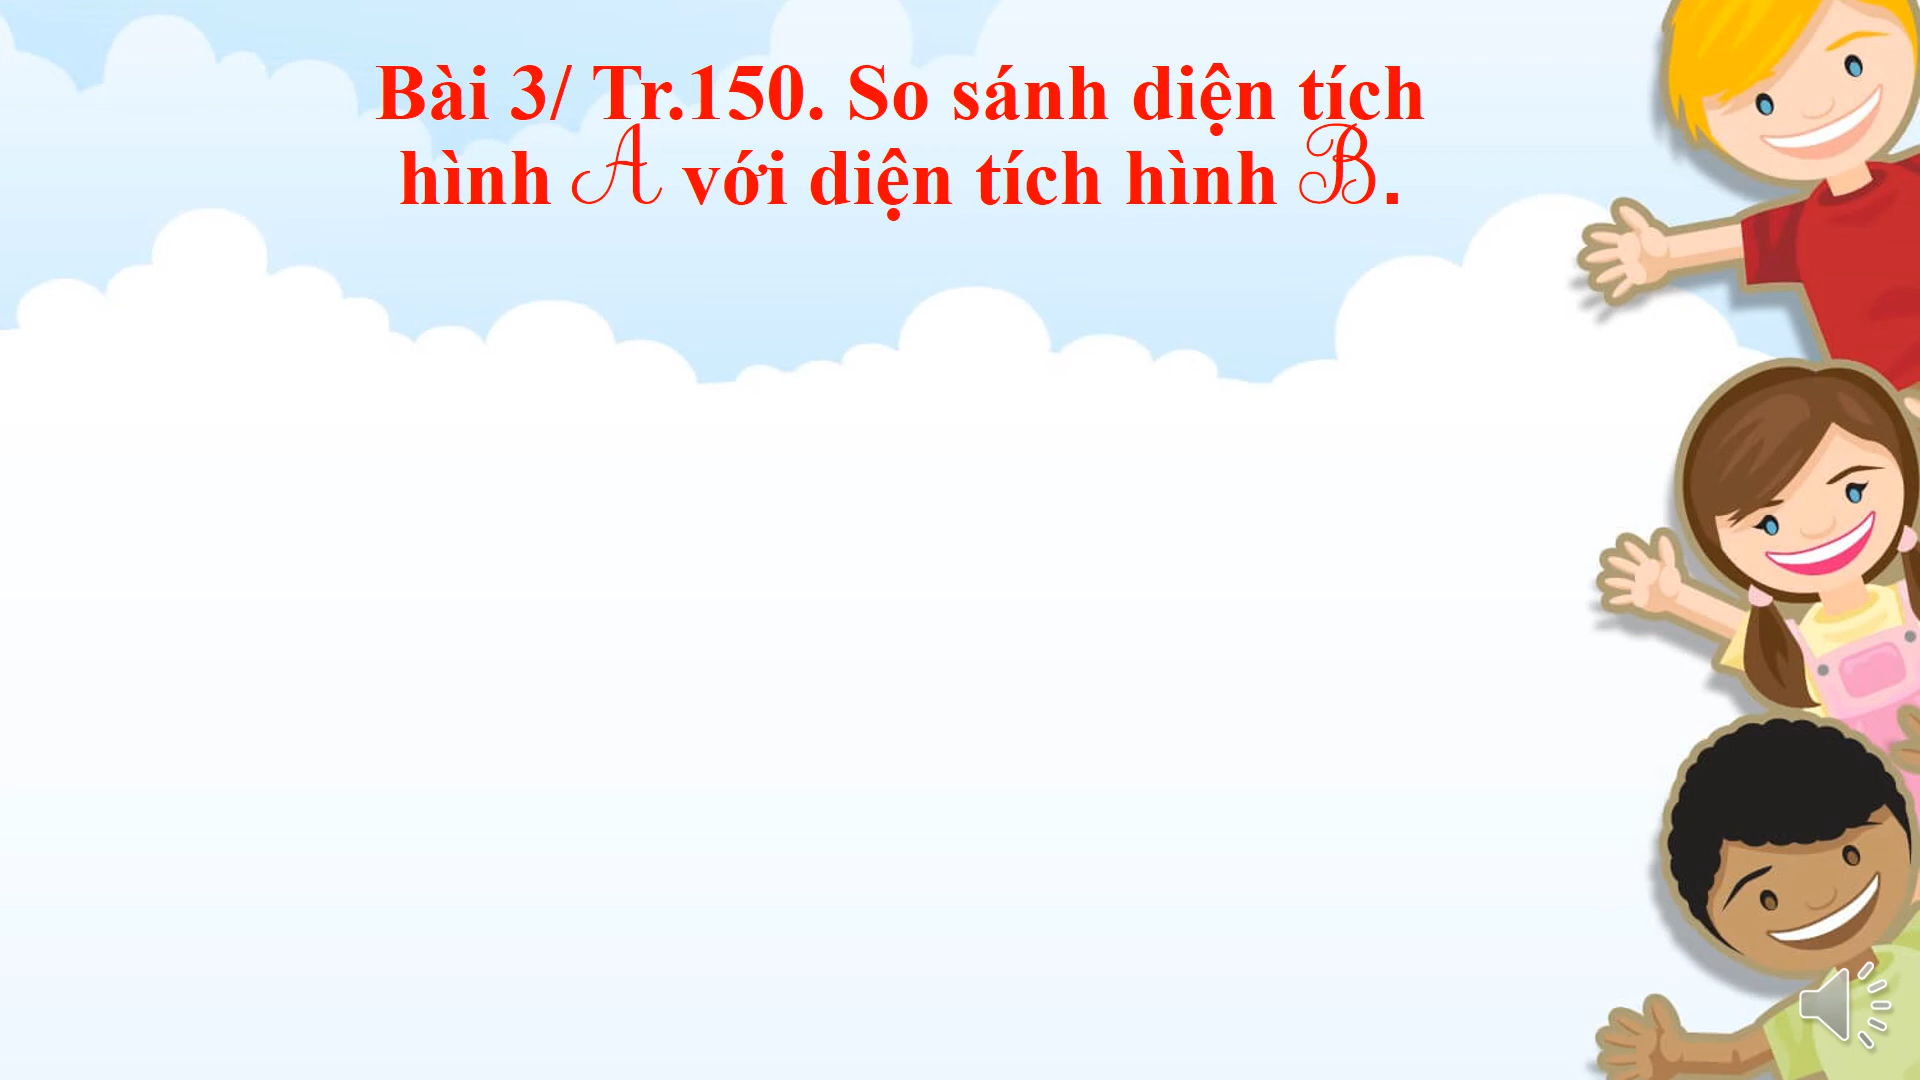 Bài 3/ Tr.150. So sánh diện tích
hình A với diện tích hình B.